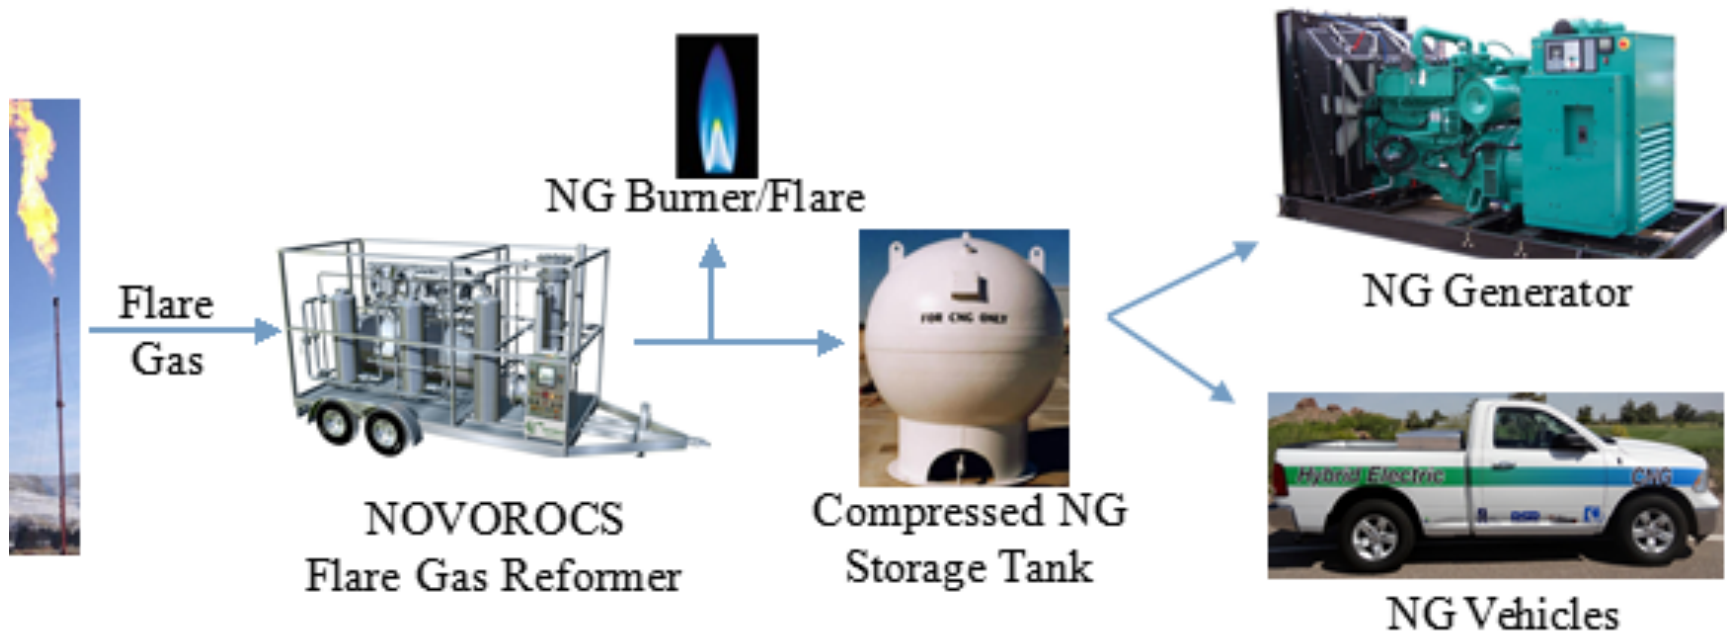 NG Burner/Flare
Flare
Gas
NOVOROCS
Flare Gas Reformer
FOR CNG ONLY
Compressed NG
Storage Tank
NG Generator
Hybrid Electric
CNG
NG Vehicles